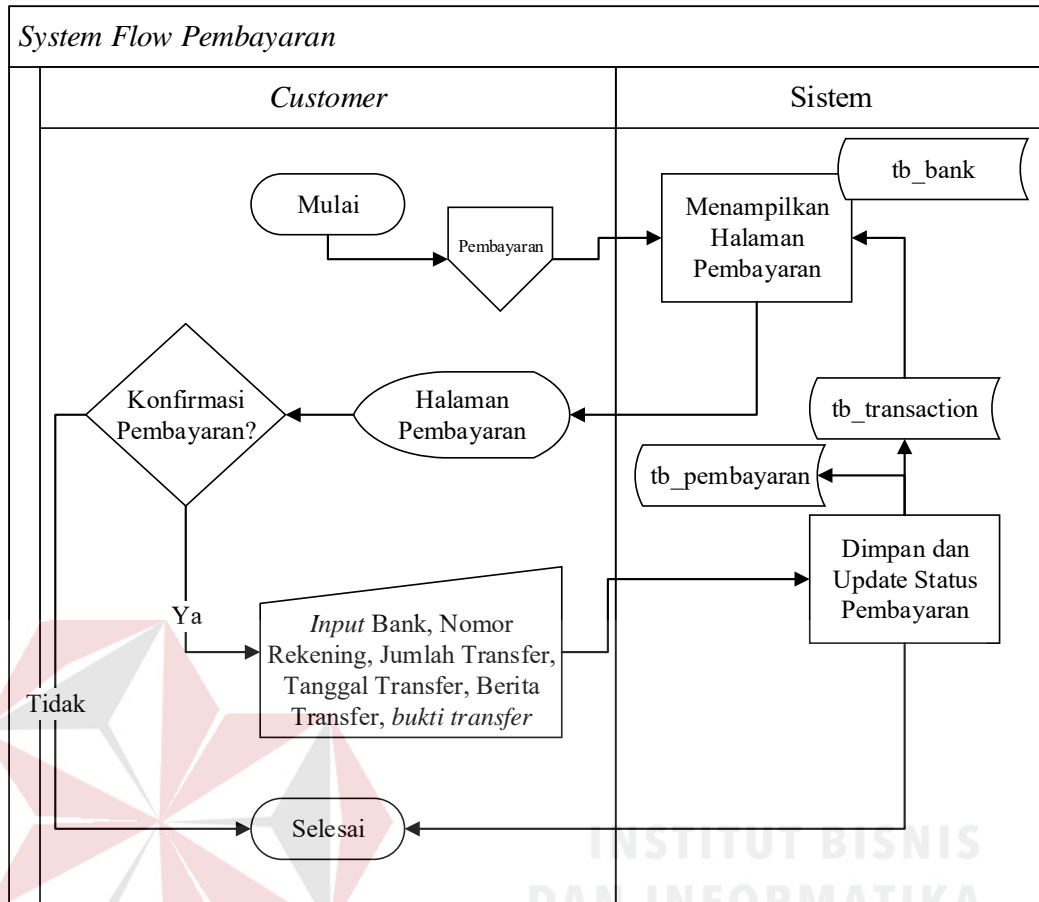 System Flow Pembayaran
Customer
Sistem
tb_bank
Mulai
Pembayaran
Menampilkan
Halaman
Pembayaran
Konfirmasi
Pembayaran?
Halaman
Pembayaran
tb_transaction
tb_pembayaran
Dimpan dan
Update Status
Pembayaran
Ya
Input Bank, Nomor
Rekening, Jumlah Transfer,
Tanggal Transfer, Berita
Transfer, bukti transfer
Tidak
Selesai
INSTITUT BISNIS
DAN INFORMATIKA